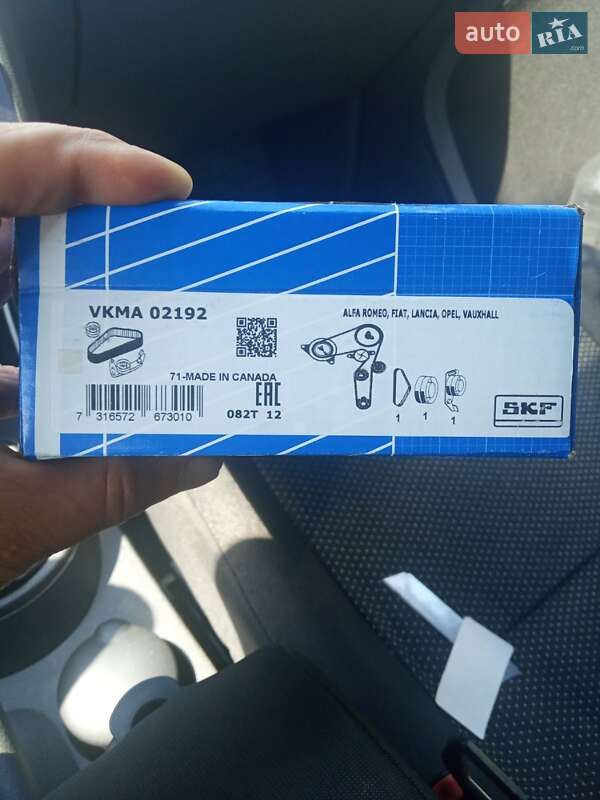 auto RIA .com
VKMA 02192
ALFA ROMEO, FIAT, LANCIA, OPEL, VAUXHALL
71-MADE IN CANADA
EAC
7 316572 673010
082T 12
1 1 1
SKF